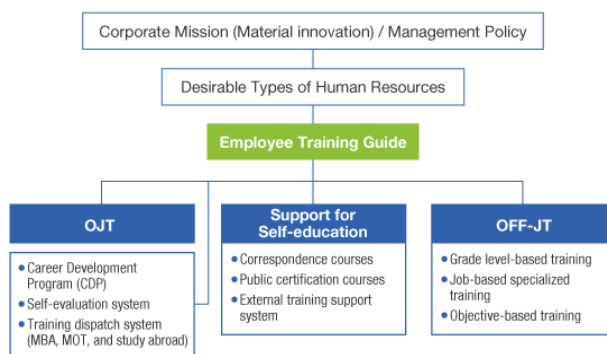 Corporate Mission (Material innovation) / Management Policy
Desirable Types of Human Resources
Employee Training Guide
OJT
• Career Development
Program (CDP)
• Self-evaluation system
• Training dispatch system
(MBA, MOT, and study abroad)
Support for
Self-education
• Correspondence courses
• Public certification courses
• External training support
system
OFF-JT
• Grade level-based training
• Job-based specialized
training
• Objective-based training